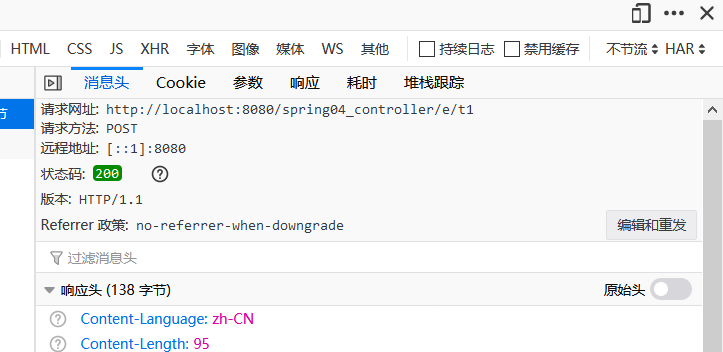 HTML CSS JS XHR 字体 图像 媒体 WS 其他 持续日志 禁用缓存 不节流 HAR
消息头 Cookie 参数 响应 耗时 堆栈跟踪
节
请求网址: http://localhost:8080/spring04_controller/e/t1
请求方法: POST
远程地址: [::1]:8080
状态码: 200
版本: HTTP/1.1
Referrer 政策: no-referrer-when-downgrade 编辑和重发
过滤消息头
响应头 (138 字节) 原始头
Content-Language: zh-CN
Content-Length: 95